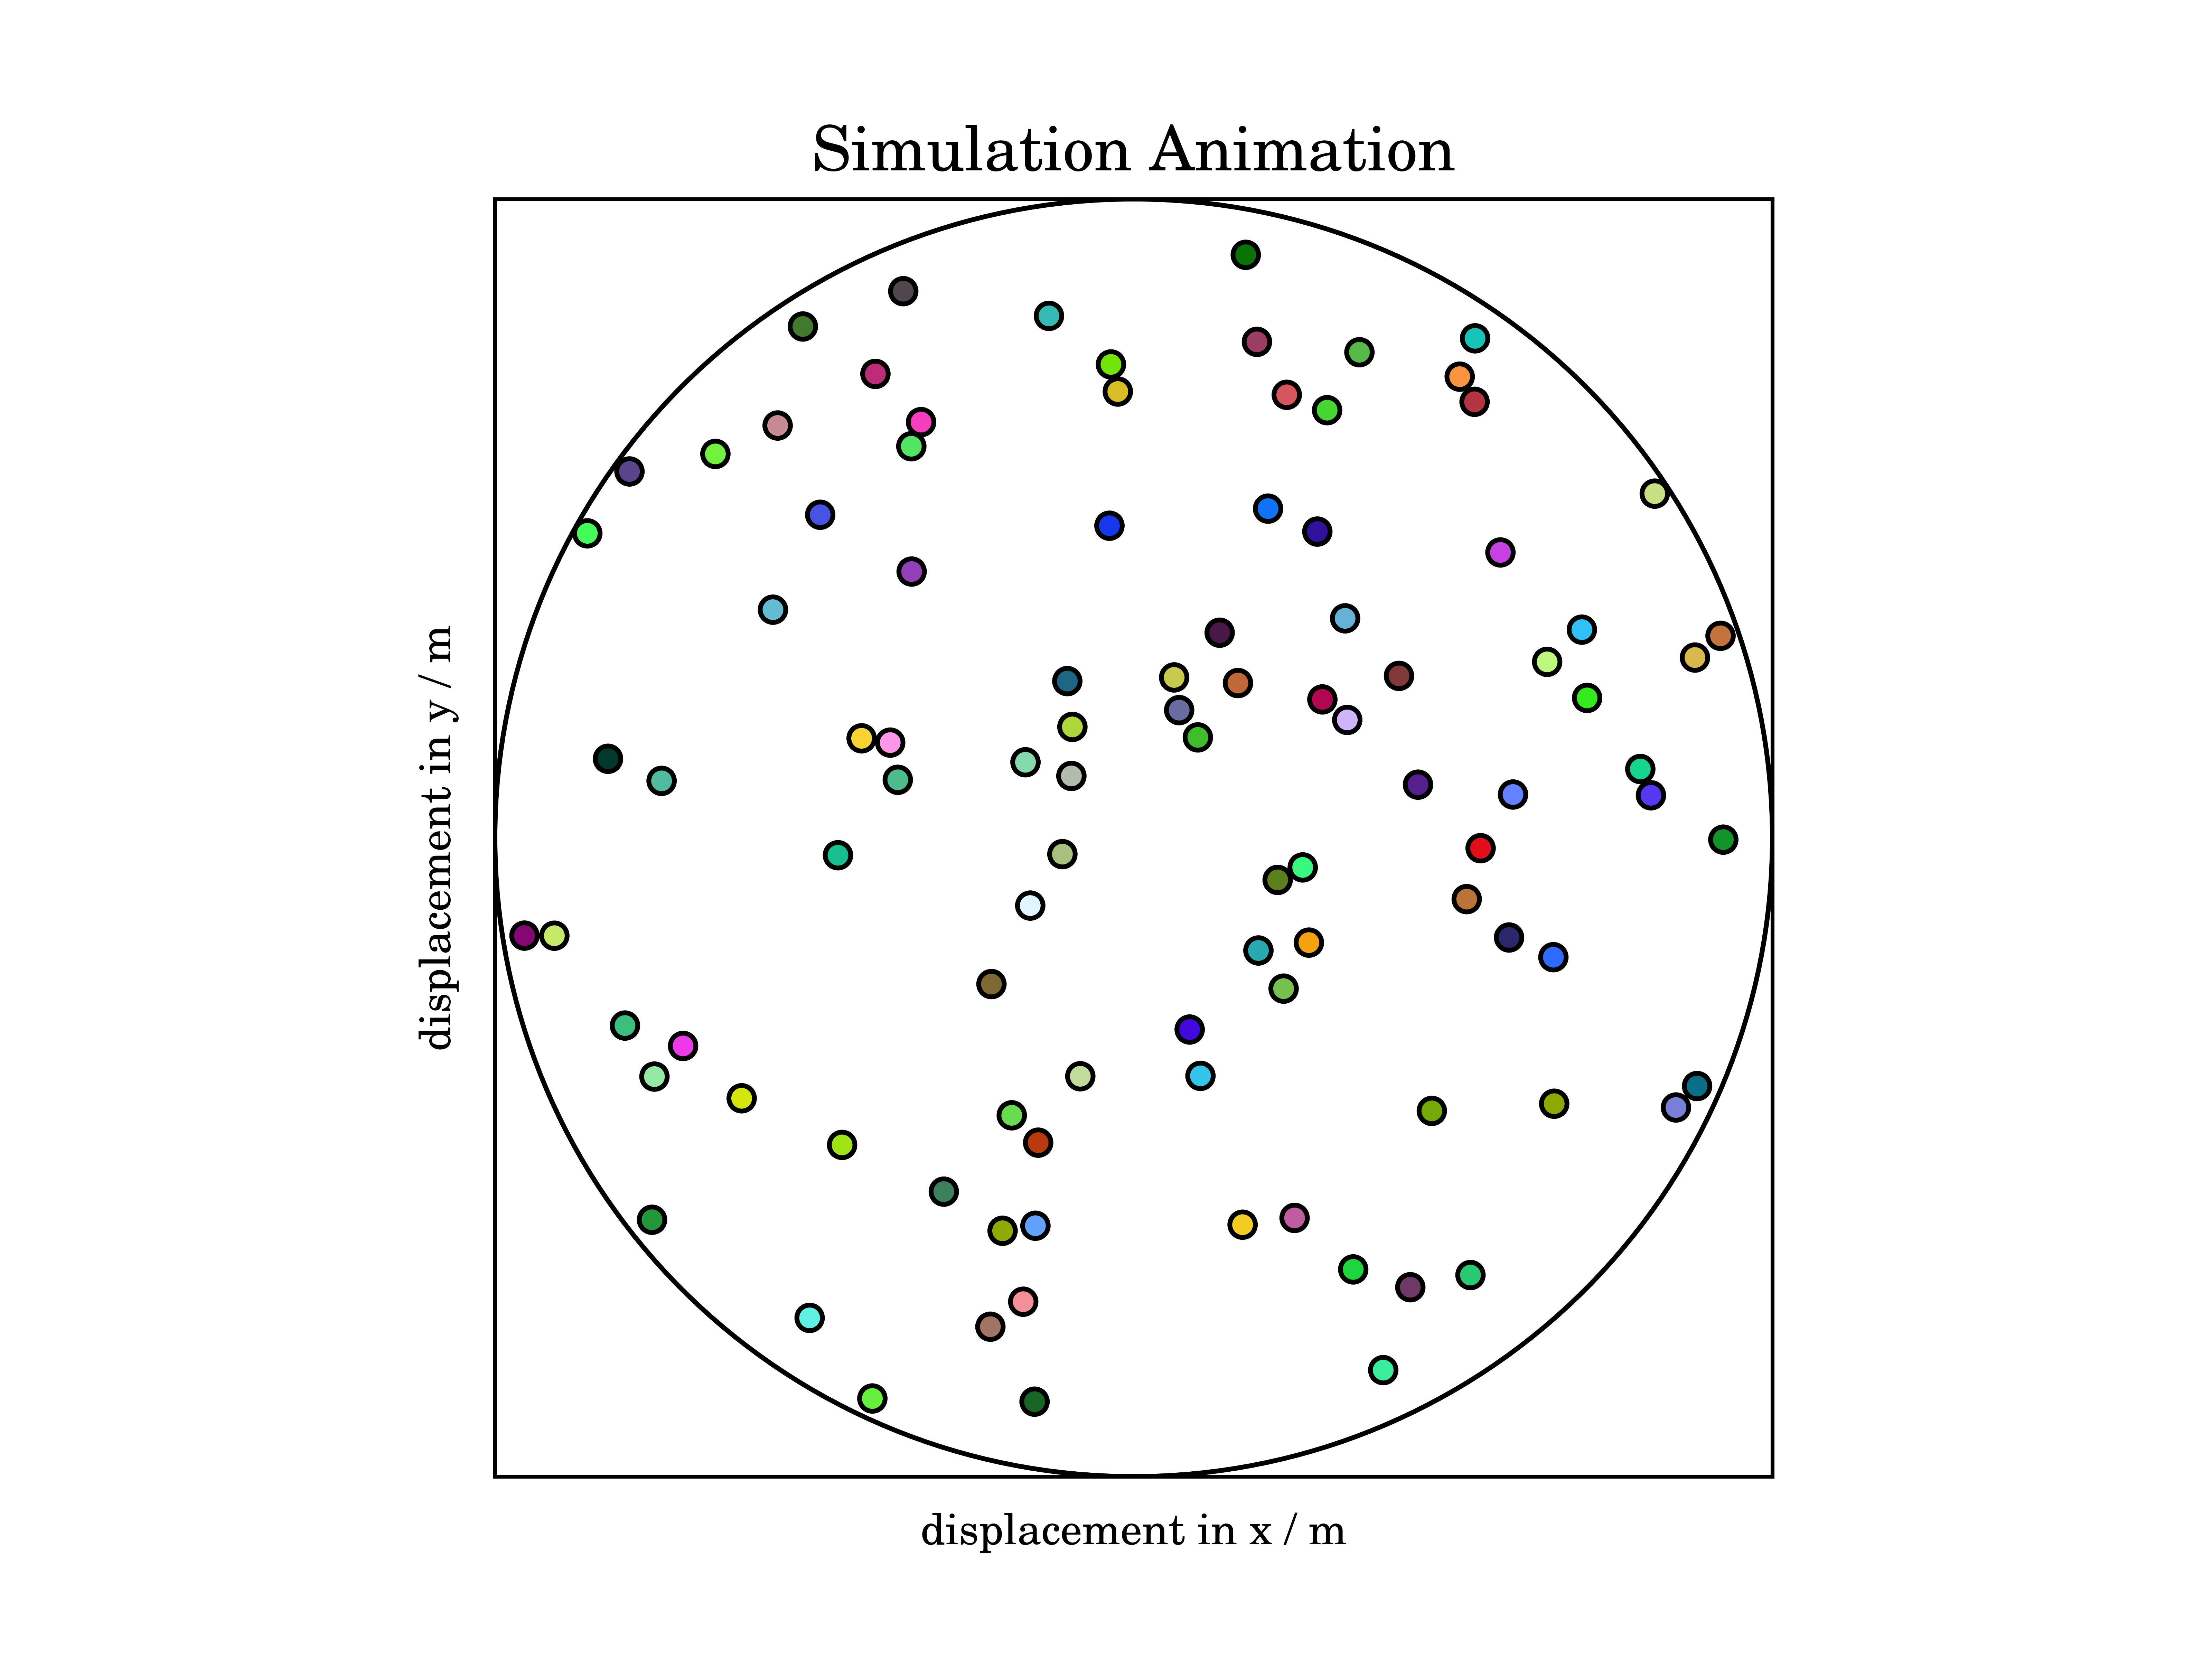 Simulation Animation
displacement in y / m
displacement in x / m